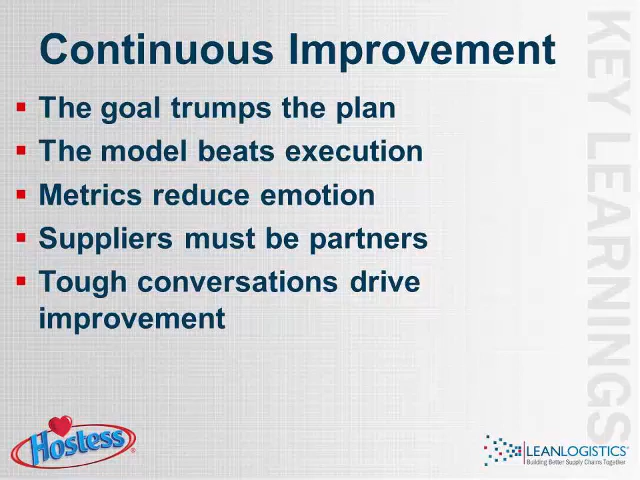 Continuous Improvement
The goal trumps the plan
The model beats execution
Metrics reduce emotion
Suppliers must be partners
Tough conversations drive
improvement
KEY LEARNINGS
Hostess®
LEANLOGISTICS®
Building Better Supply Chains Together